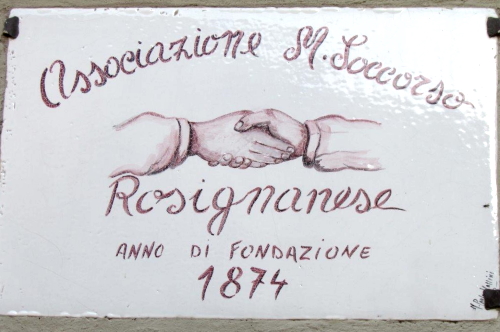 Associazione M. Soccorso
Rosignanese
ANNO DI FONDAZIONE
1874